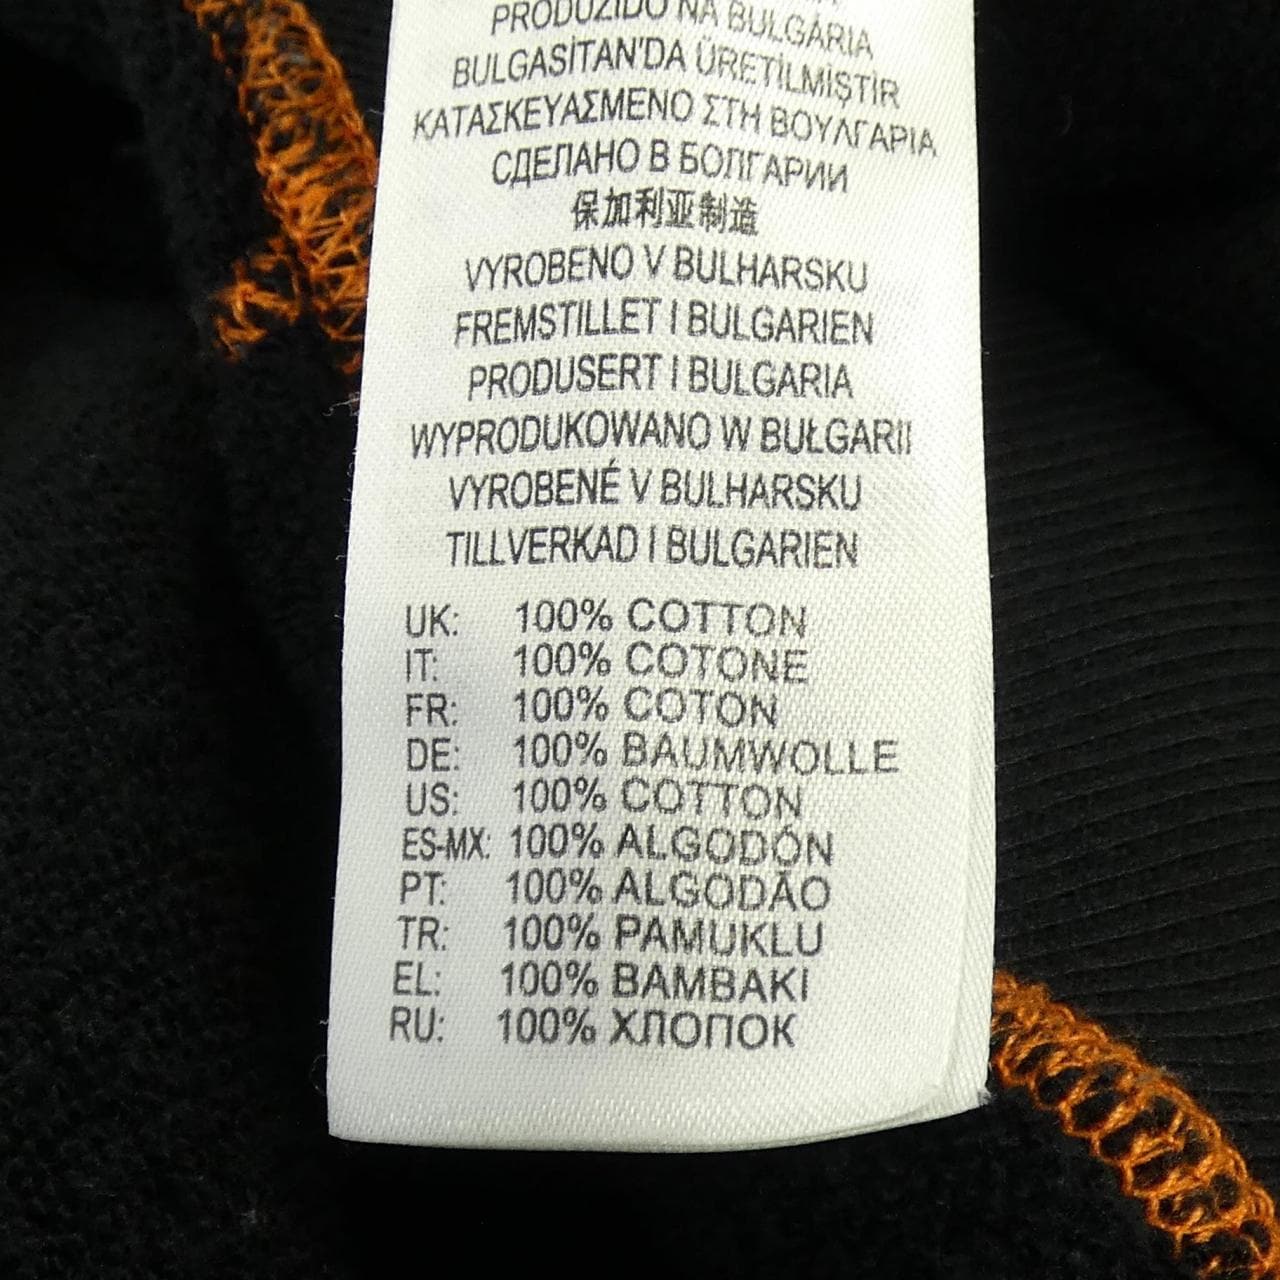 PRODUZIDO NA BULGÁRIA
BULGASİTAN'DA ÜRETİLMİŞTİR
ΚΑΤΑΣΚΕΥΑΣΜΕΝΟ ΣΤΗ ΒΟΥΛΓΑΡΙΑ
СДЕЛАНО В БОЛГАРИИ
保加利亚制造
VYROBENO V BULHARSKU
FREMSTILLET I BULGARIEN
PRODUSERT I BULGARIA
WYPRODUKOWANO W BUŁGARII
VYROBENÉ V BULHARSKU
TILLVERKAD I BULGARIEN
UK: 100% COTTON
IT: 100% COTONE
FR: 100% COTON
DE: 100% BAUMWOLLE
US: 100% COTTON
ES-MX: 100% ALGODÓN
PT: 100% ALGODÃO
TR: 100% PAMUKLU
EL: 100% BAMBAKI
RU: 100% ХЛОПОК